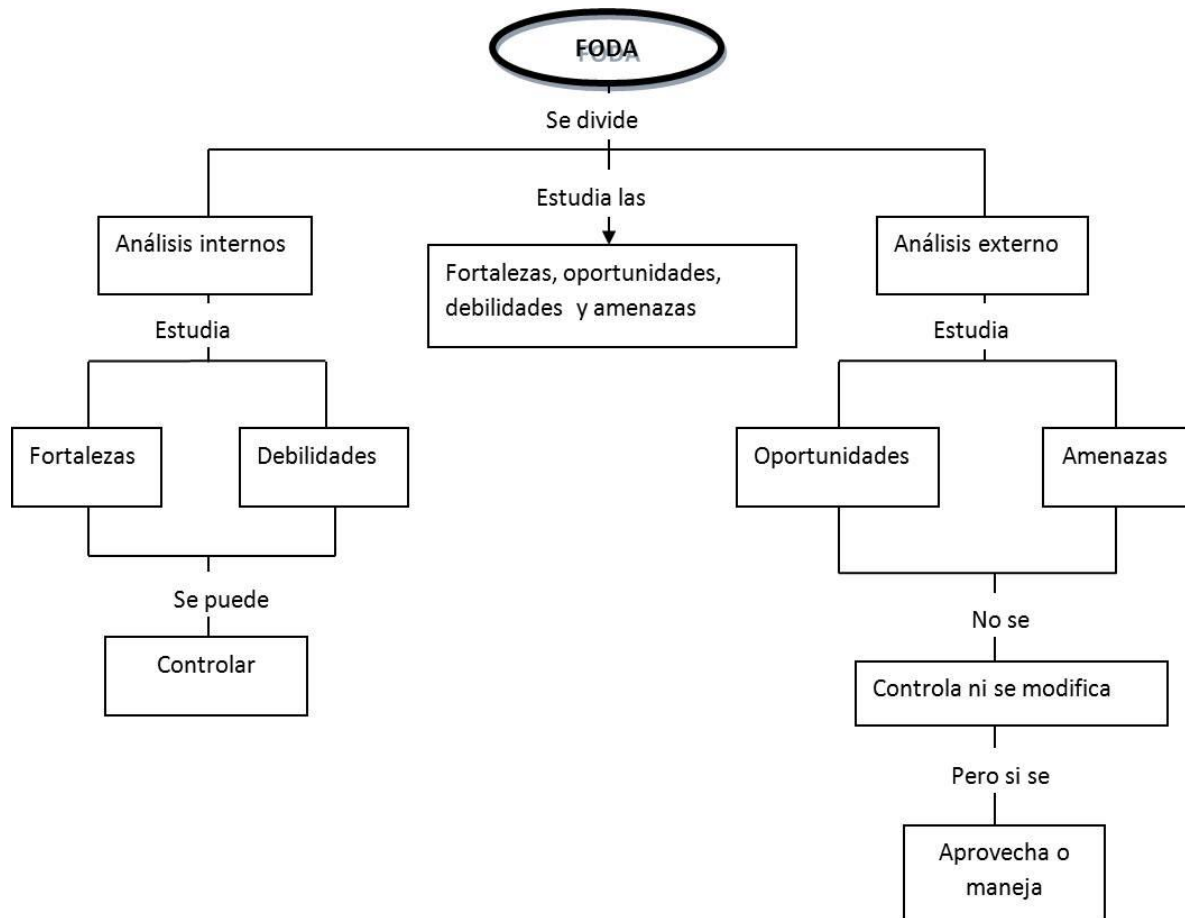 FODA
Se divide
Estudia las
Análisis internos
Análisis externo
Fortalezas, oportunidades,
debilidades y amenazas
Estudia
Estudia
Fortalezas
Debilidades
Oportunidades
Amenazas
Se puede
No se
Controlar
Controla ni se modifica
Pero si se
Aprovecha o
maneja